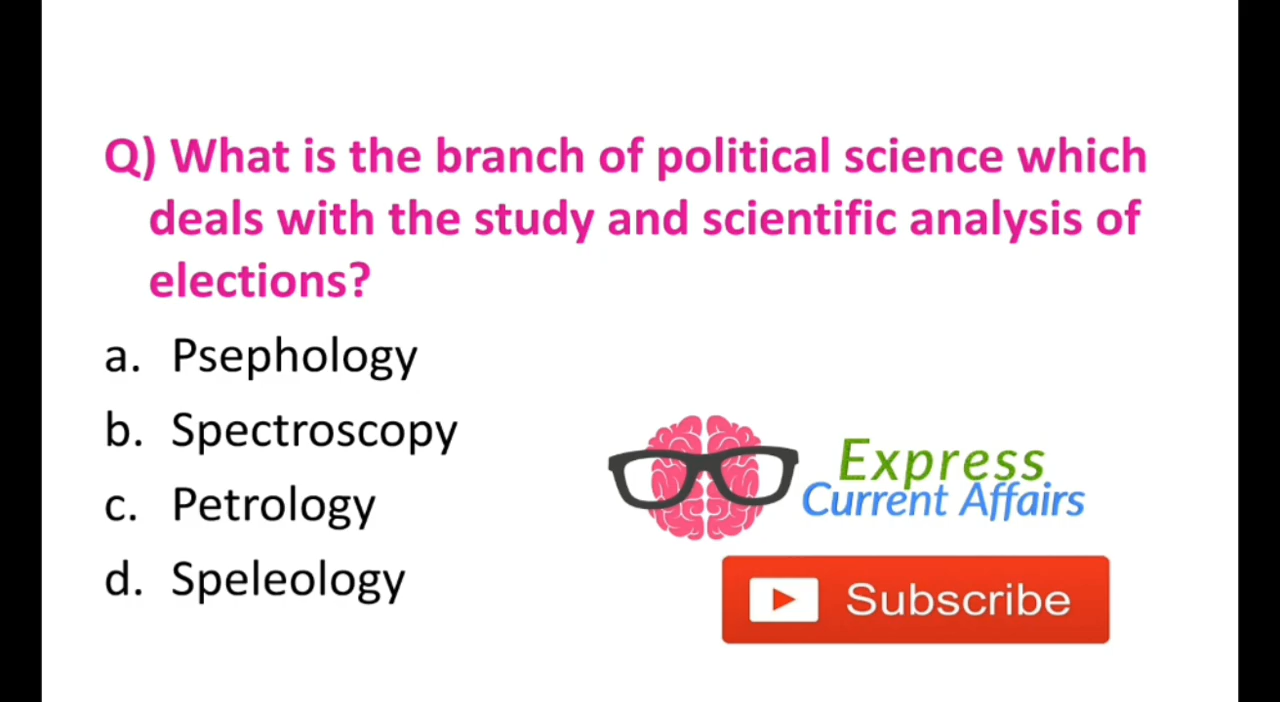 Q) What is the branch of political science which
deals with the study and scientific analysis of
elections?
a. Psephology
b. Spectroscopy
c. Petrology
d. Speleology
Express
Current Affairs
Subscribe